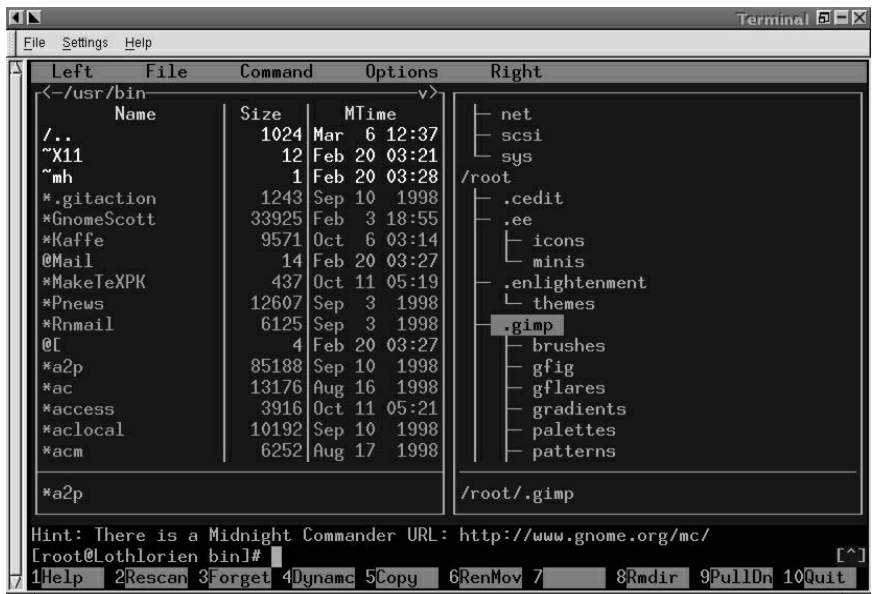 Terminal
File Settings Help
Left File Command Options Right
<-/usr/bin v>
Name Size MTime
/.. 1024 Mar 6 12:37
~X11 12 Feb 20 03:21
~mh 1 Feb 20 03:28
*.gitaction 1243 Sep 10 1998
*GnomeScott 33925 Feb 3 18:55
*Kaffe 9571 Oct 6 03:14
@Mail 14 Feb 20 03:27
*MakeTeXPK 437 Oct 11 05:19
*Pnews 12607 Sep 3 1998
*Rnmail 6125 Sep 3 1998
@[ 4 Feb 20 03:27
*a2p 85188 Sep 10 1998
*ac 13176 Aug 16 1998
*access 3916 Oct 11 05:21
*aclocal 10192 Sep 10 1998
*acm 6252 Aug 17 1998
*a2p
net
scsi
sys
/root
.cedit
.ee
icons
minis
.enlightenment
themes
.gimp
brushes
gfig
gflares
gradients
palettes
patterns
/root/.gimp
Hint: There is a Midnight Commander URL: http://www.gnome.org/mc/
[root@Lothlorien bin]# [^]
1Help 2Rescan 3Forget 4Dynamc 5Copy 6RenMov 7 8Rmdir 9PullDn 10Quit